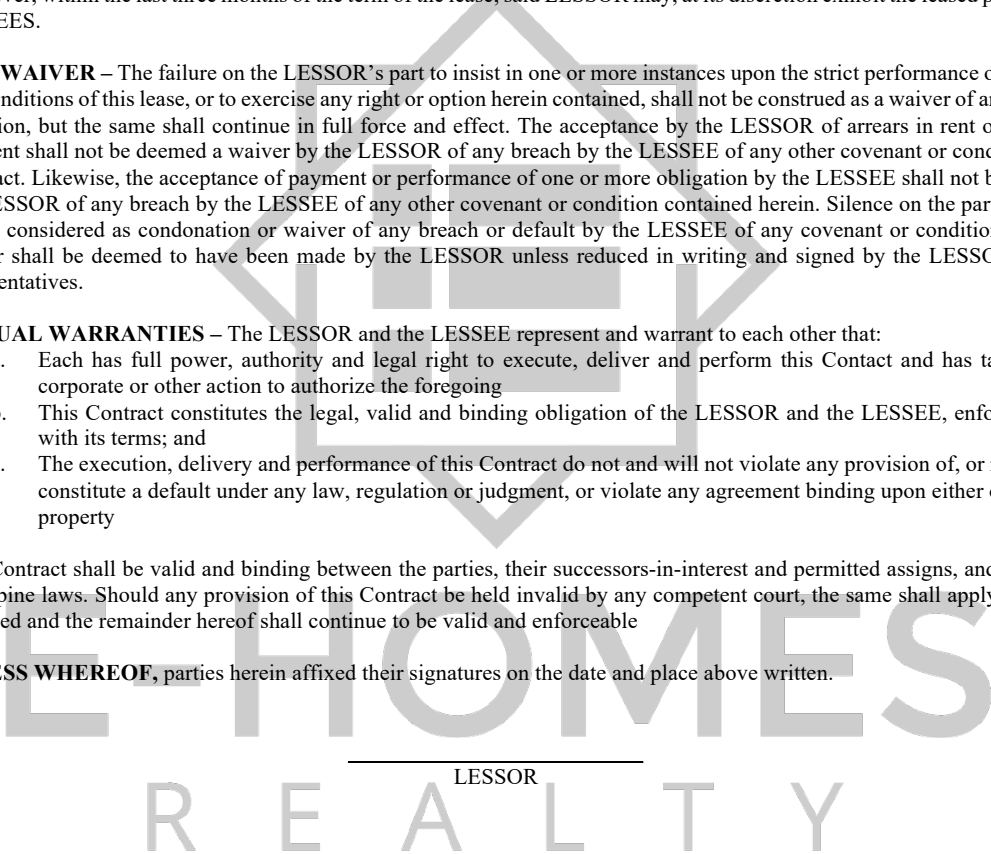 within the last three months of the term of the lease, said LESSOR may, at its discretion exhibit the leased
EES.
WAIVER – The failure on the LESSOR's part to insist in one or more instances upon the strict performance o
nditions of this lease, or to exercise any right or option herein contained, shall not be construed as a waiver of a
ion, but the same shall continue in full force and effect. The acceptance by the LESSOR of arrears in rent o
ent shall not be deemed a waiver by the LESSOR of any breach by the LESSEE of any other covenant or cond
act. Likewise, the acceptance of payment or performance of one or more obligation by the LESSEE shall not b
ESSOR of any breach by the LESSEE of any other covenant or condition contained herein. Silence on the par
considered as condonation or waiver of any breach or default by the LESSEE of any covenant or condition
r shall be deemed to have been made by the LESSOR unless reduced in writing and signed by the LESSO
entatives.
UAL WARRANTIES – The LESSOR and the LESSEE represent and warrant to each other that:
. Each has full power, authority and legal right to execute, deliver and perform this Contact and has ta
corporate or other action to authorize the foregoing
. This Contract constitutes the legal, valid and binding obligation of the LESSOR and the LESSEE, enfo
with its terms; and
. The execution, delivery and performance of this Contract do not and will not violate any provision of, or
constitute a default under any law, regulation or judgment, or violate any agreement binding upon either
property
Contract shall be valid and binding between the parties, their successors-in-interest and permitted assigns, and
pine laws. Should any provision of this Contract be held invalid by any competent court, the same shall apply
ed and the remainder hereof shall continue to be valid and enforceable
ESS WHEREOF, parties herein affixed their signatures on the date and place above written.
E-HOMES
LESSOR
REALTY